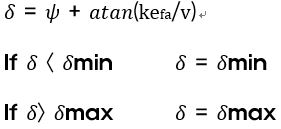 δ = ψ + atan(kefa/v)↵
If δ〈 δmin δ = δmin
If δ〉 δmax δ = δmax